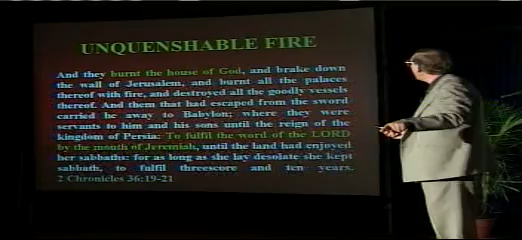 UNQUENSHABLE FIRE
And they burnt the house of God, and brake down
the wall of Jerusalem, and burnt all the palaces
thereof with fire, and destroyed all the goodly vessels
thereof. And them that had escaped from the sword
carried he away to Babylon; where they were
servants to him and his sons until the reign of the
kingdom of Persia: To fulfil the word of the LORD
by the mouth of Jeremiah, until the land had enjoyed
her sabbaths: for as long as she lay desolate she kept
sabbath, to fulfil threescore and ten years.
2 Chronicles 36:19-21